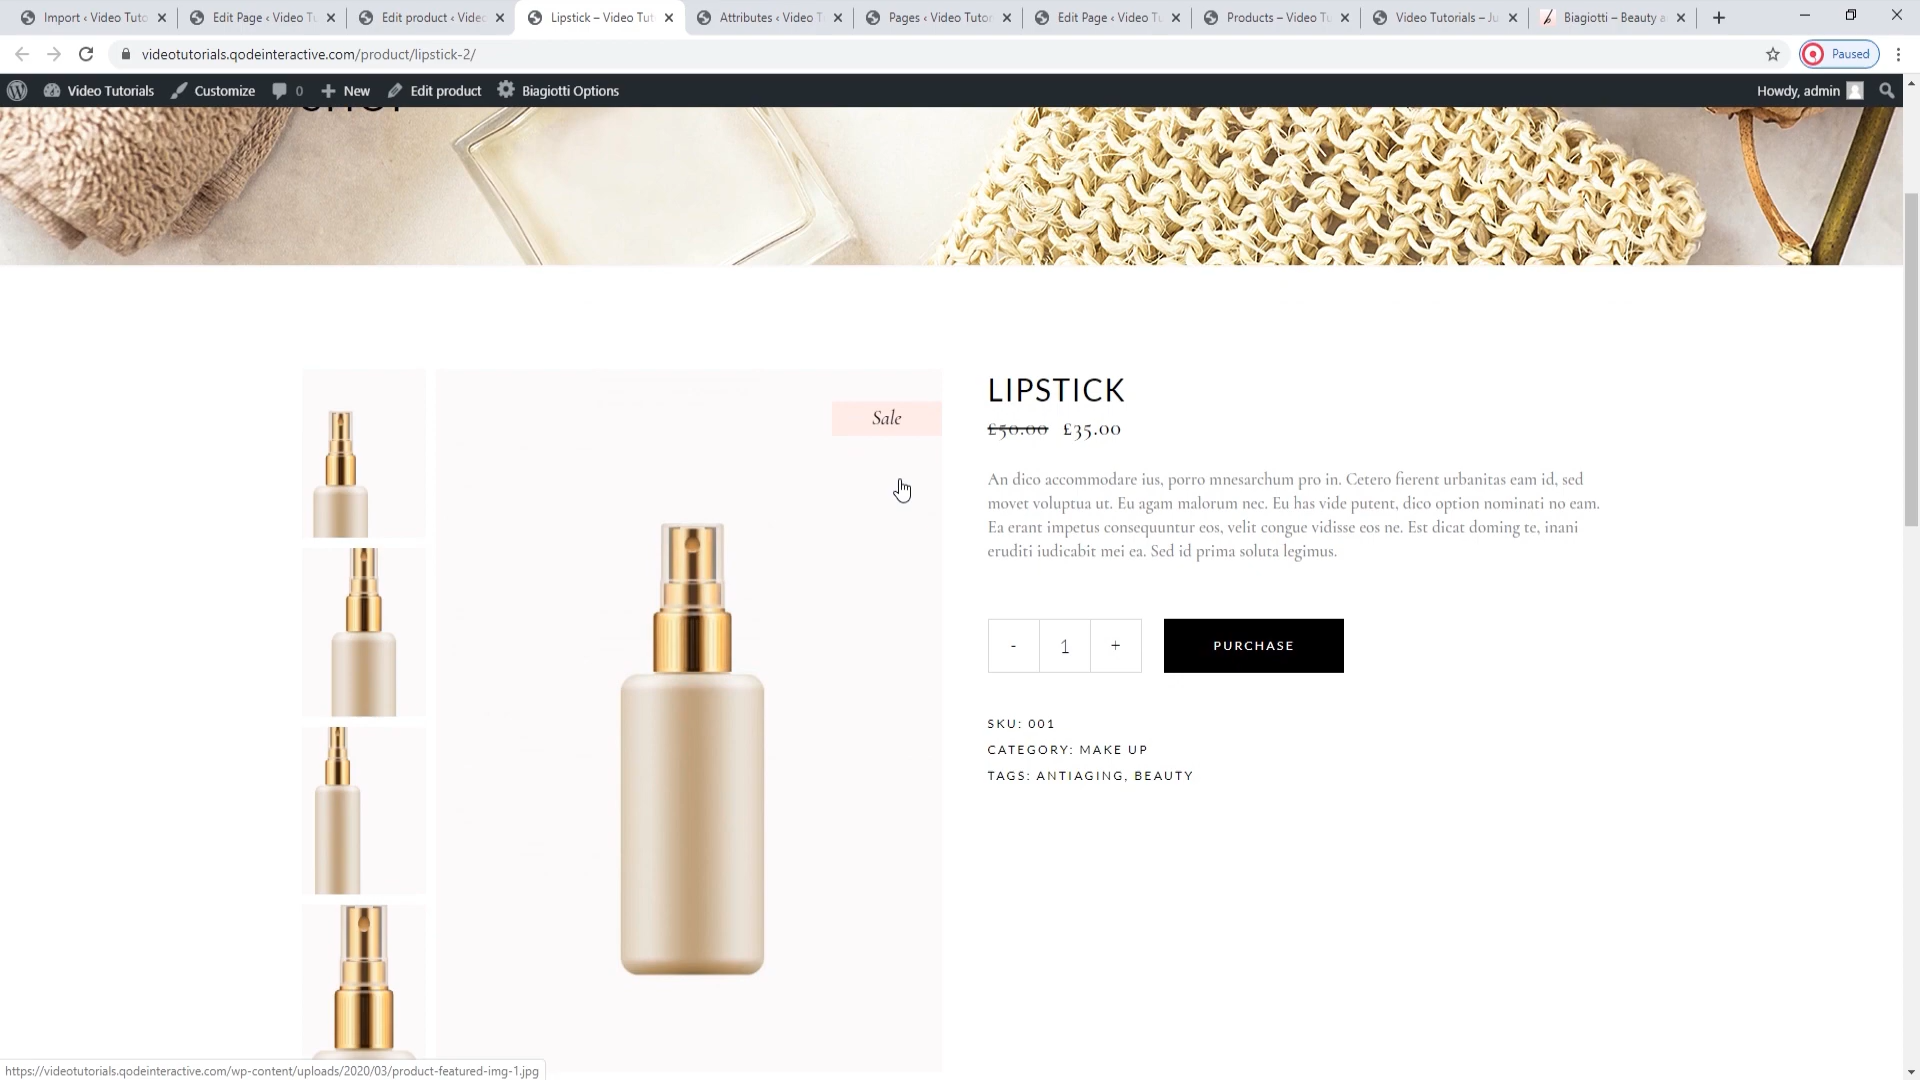 Import ‹ Video Tuto
Edit Page ‹ Video Tu
Edit product ‹ Video
Lipstick – Video Tut
Attributes ‹ Video T
Pages ‹ Video Tutor
Edit Page ‹ Video Tu
Products – Video Tu
Video Tutorials – Ju
Biagiotti – Beauty a
videotutorials.qodeinteractive.com/product/lipstick-2/
Paused
Video Tutorials
Customize
0
New
Edit product
Biagiotti Options
Howdy, admin
SHOP
Sale
LIPSTICK
£50.00 £35.00
An dico accommodare ius, porro mnesarchum pro in. Cetero fierent urbanitas eam id, sed
movet voluptua ut. Eu agam malorum nec. Eu has vide putent, dico option nominati no eam.
Ea erant impetus consequuntur eos, velit congue vidisse eos ne. Est dicat doming te, inani
eruditi iudicabit mei ea. Sed id prima soluta legimus.
- 1 +
PURCHASE
SKU: 001
CATEGORY: MAKE UP
TAGS: ANTIAGING, BEAUTY
https://videotutorials.qodeinteractive.com/wp-content/uploads/2020/03/product-featured-img-1.jpg